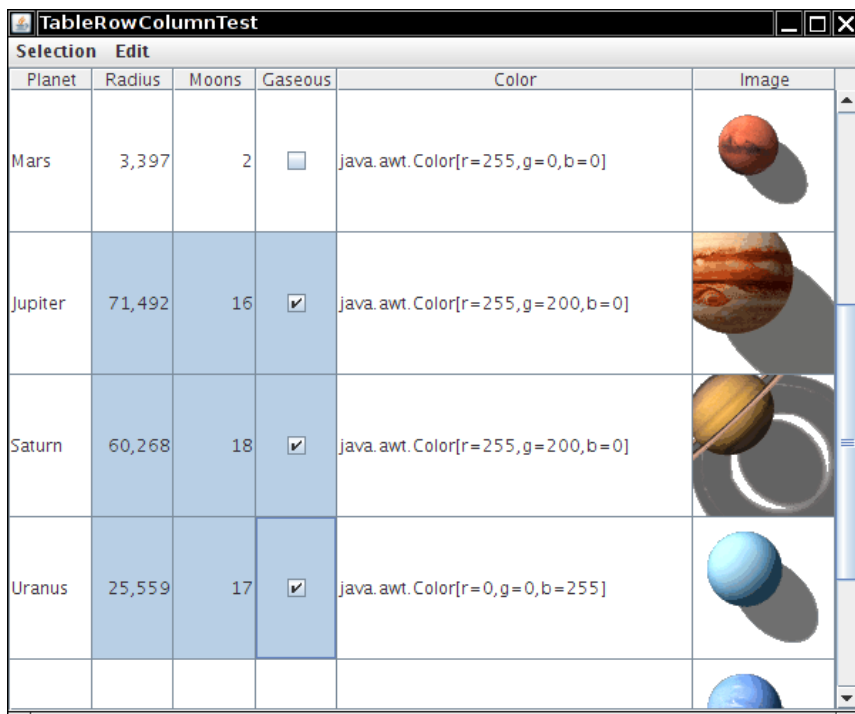 TableRowColumnTest
Selection Edit
Planet Radius Moons Gaseous Color Image
Mars 3,397 2 java.awt.Color[r=255,g=0,b=0]
Jupiter 71,492 16 java.awt.Color[r=255,g=200,b=0]
Saturn 60,268 18 java.awt.Color[r=255,g=200,b=0]
Uranus 25,559 17 java.awt.Color[r=0,g=0,b=255]